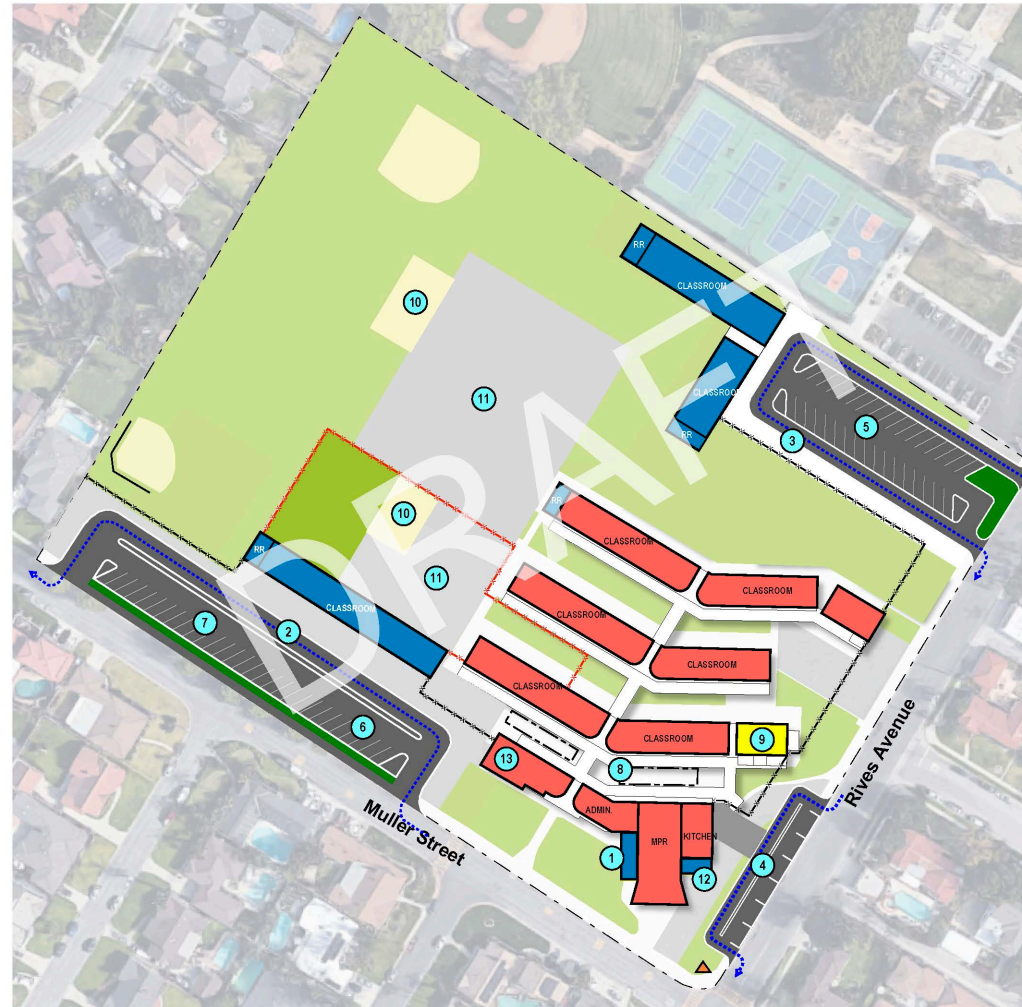 RR
CLASSROOM
10
11
CLASSROOM
RR
5
3
DRAFT
10
RR
CLASSROOM
RR
CLASSROOM
11
CLASSROOM
7
2
CLASSROOM
CLASSROOM
CLASSROOM
6
CLASSROOM
9
13
8
Rives Avenue
ADMIN.
Muller Street
MPR
KITCHEN
1
4
12